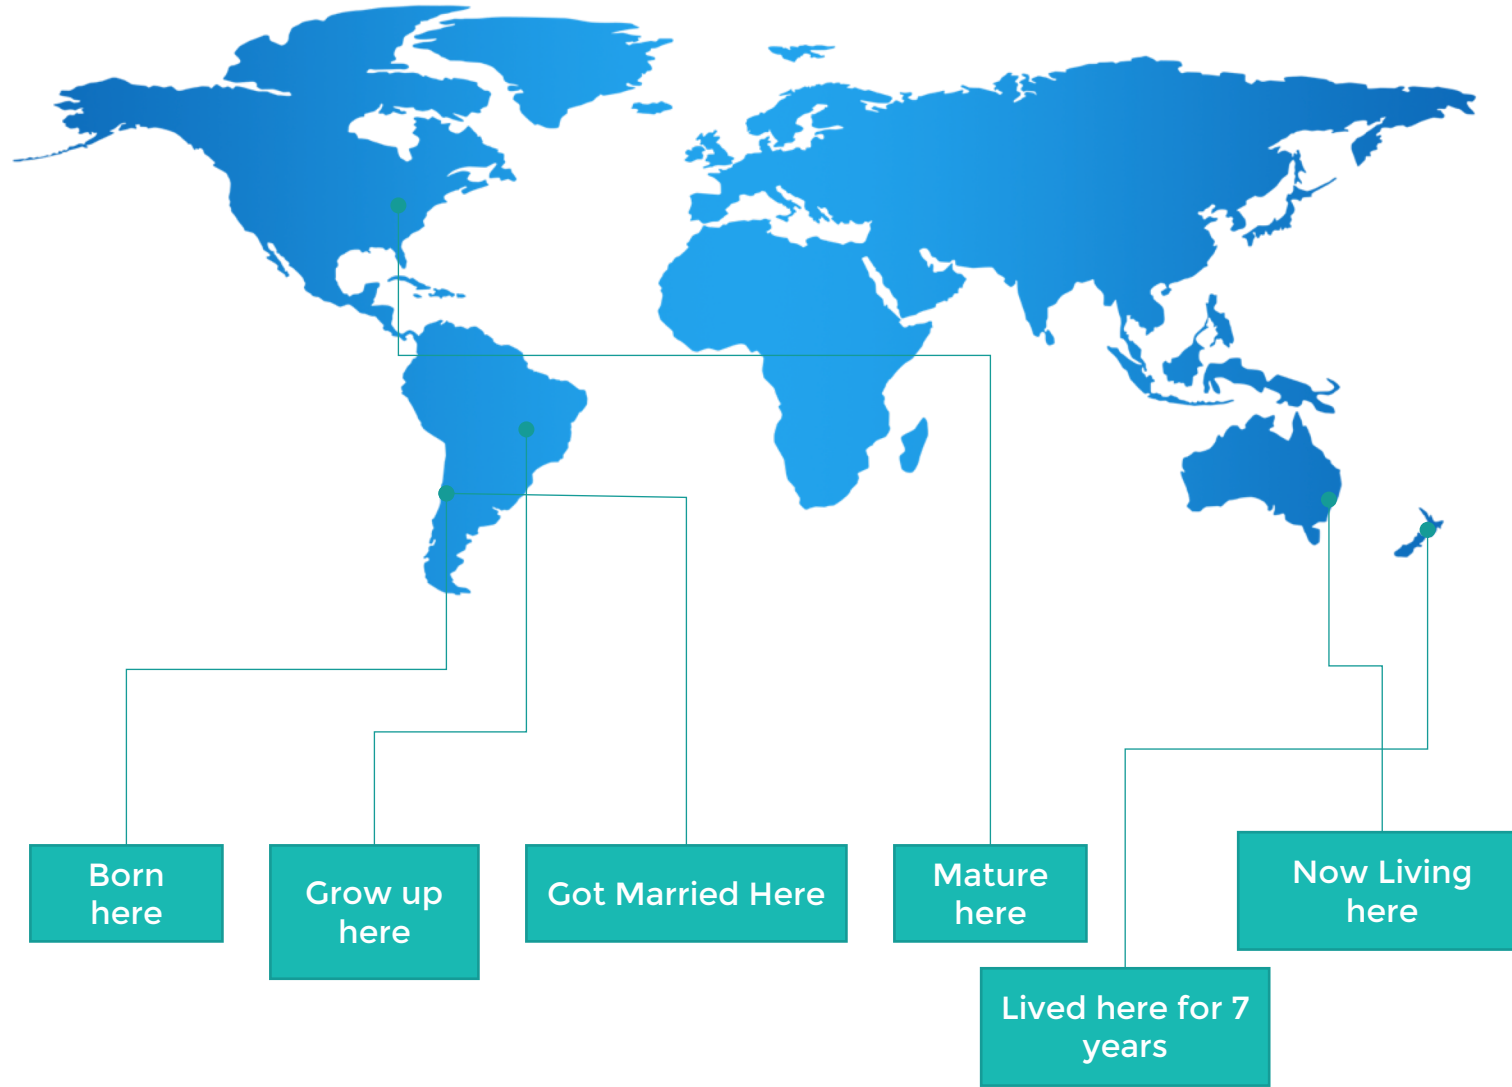 Born
here
Grow up
here
Got Married Here
Mature
here
Now Living
here
Lived here for 7
years